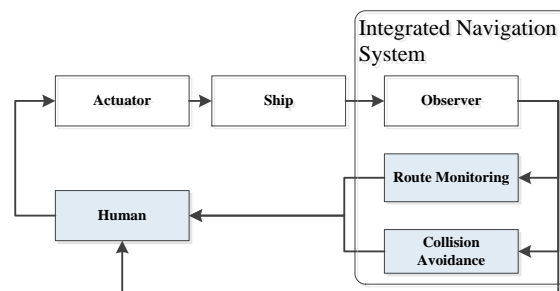 Integrated Navigation
System
Actuator
Ship
Observer
Route Monitoring
Human
Collision
Avoidance